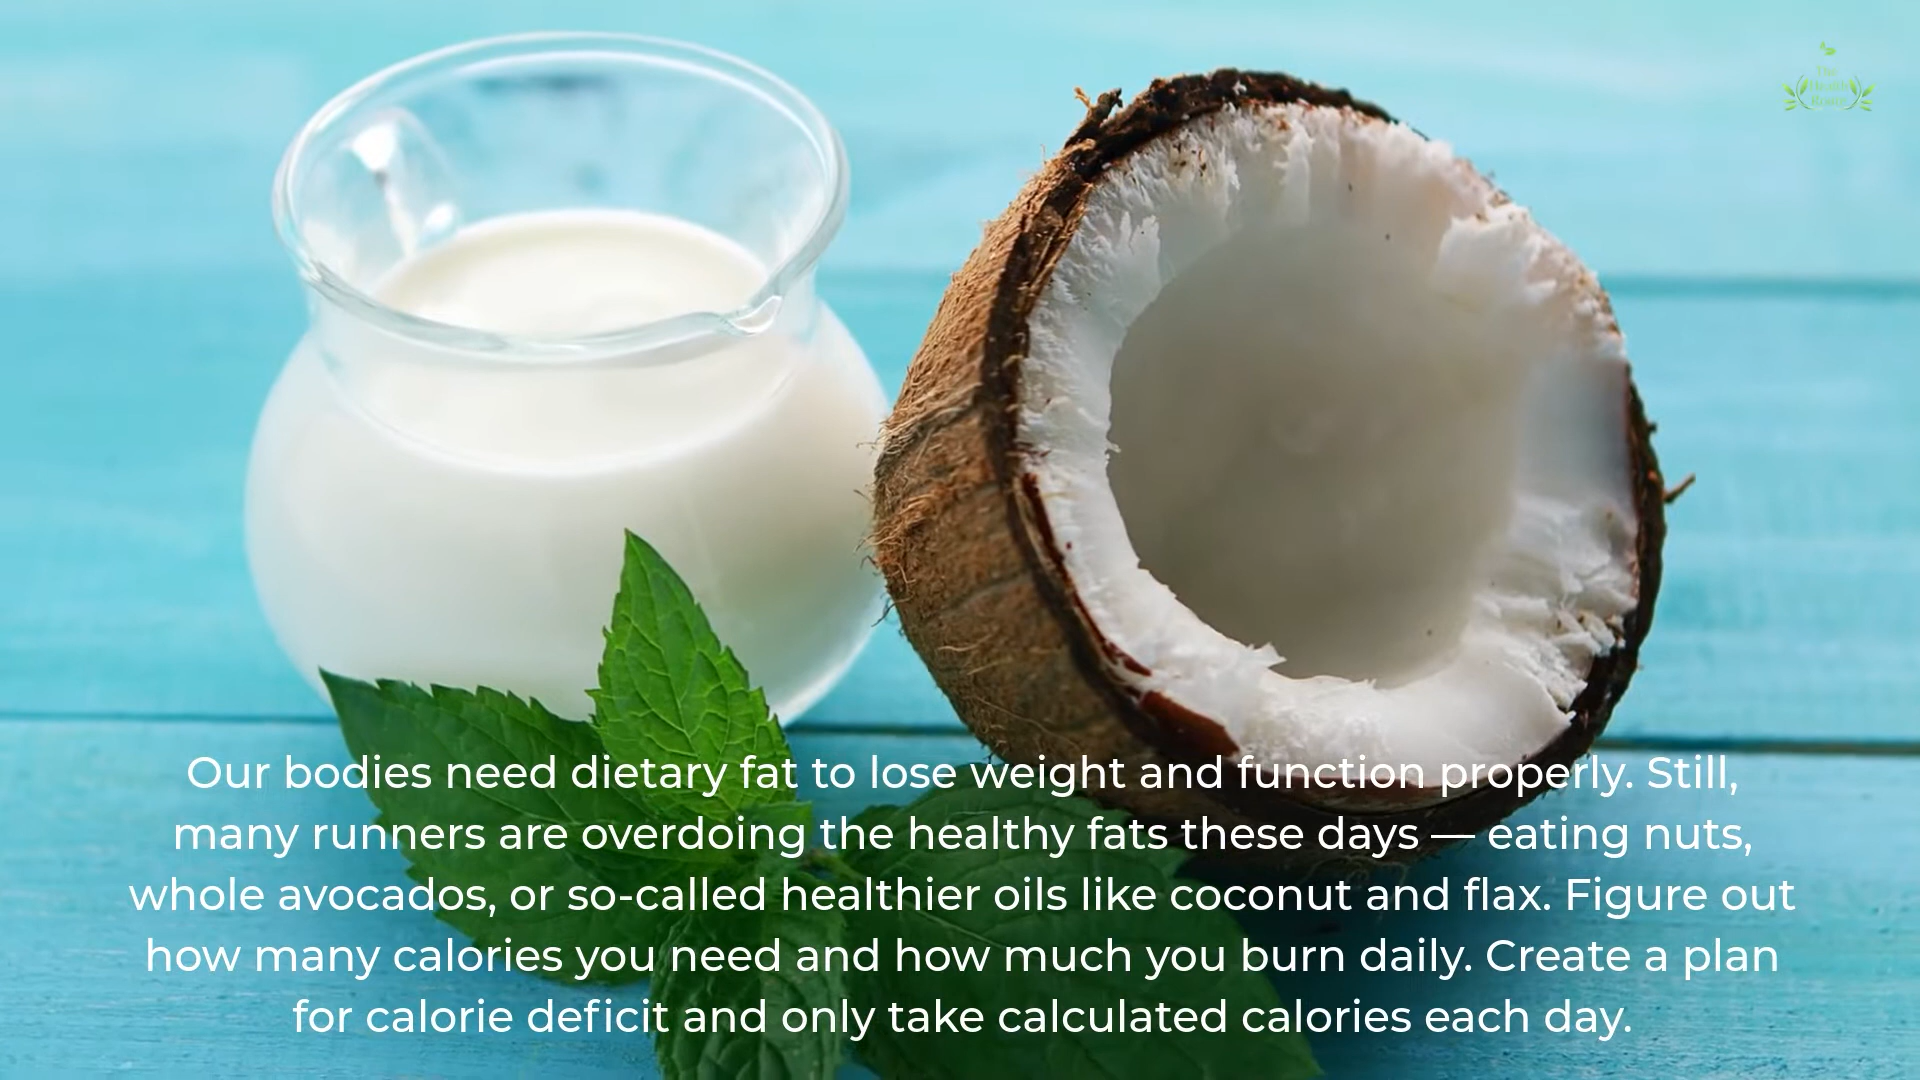 The
Health
Our bodies need dietary fat to lose weight and function properly. Still,
many runners are overdoing the healthy fats these days — eating nuts,
whole avocados, or so-called healthier oils like coconut and flax. Figure out
how many calories you need and how much you burn daily. Create a plan
for calorie deficit and only take calculated calories each day.